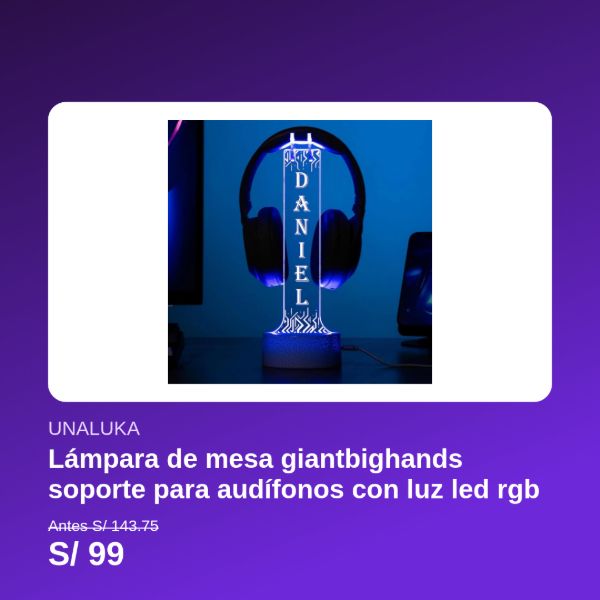 DANIEL
UNALUKA
Lámpara de mesa giantbighands
soporte para audífonos con luz led rgb
Antes S/ 143.75
S/ 99